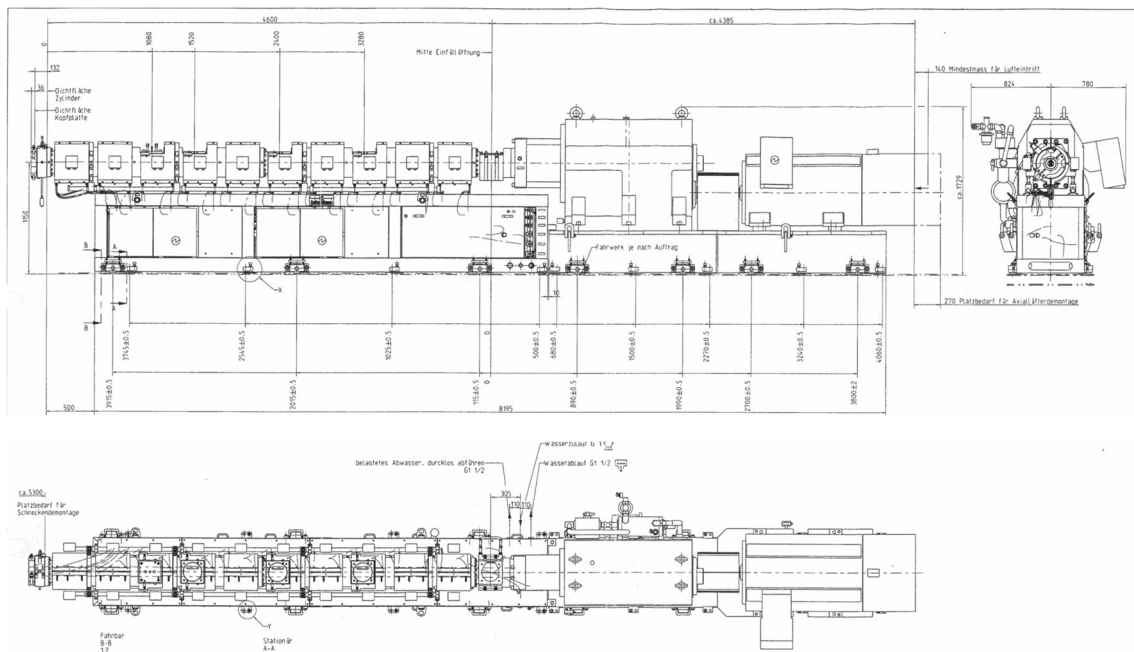 4600
ca.4385
0
1080
1520
2400
3280
Mitte Einfüllöffnung
132
36
Dichtfläche
Zylinder
Dichtfläche
Kopfplatte
140 Mindestmass für Lufteintritt
824
780
1150
ca.1729
B
A
Fahrwerk je nach Auftrag
X
10
A
B
270 Platzbedarf für Axiallüfterdemontage
3745±0.5
2545±0.5
1025±0.5
0
500±0.5
680±0.5
1500±0.5
2270±0.5
3240±0.5
4060±0.5
3915±0.5
2015±0.5
115±0.5
0
890±0.5
1990±0.5
2700±0.5
3800±2
500
8195
Wasserzulauf G 1
belastetes Abwasser, durcklos abführen
G1 1/2
Wasserablauf G1 1/2
305
110
110
ca.5300
Platzbedarf für
Schneckendemontage
Y
Fahrbar
B-B
1:2
Stationär
A-A